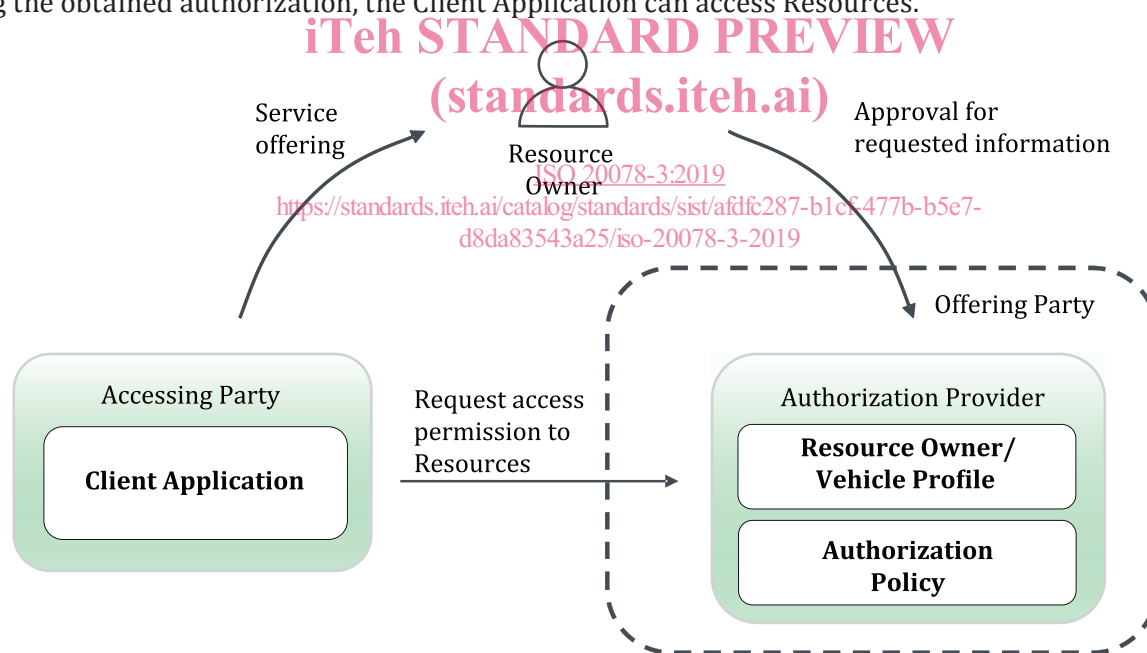 g the obtained authorization, the Client Application can access Resources.
iTeh STANDARD PREVIEW
(standards.iteh.ai)
Service
offering
Approval for
requested information
Resource
Owner
ISO 20078-3:2019
https://standards.iteh.ai/catalog/standards/sist/afdfc287-b1cf-477b-b5e7-
d8da83543a25/iso-20078-3-2019
Offering Party
Accessing Party
Client Application
Request access
permission to
Resources
Authorization Provider
Resource Owner/
Vehicle Profile
Authorization
Policy